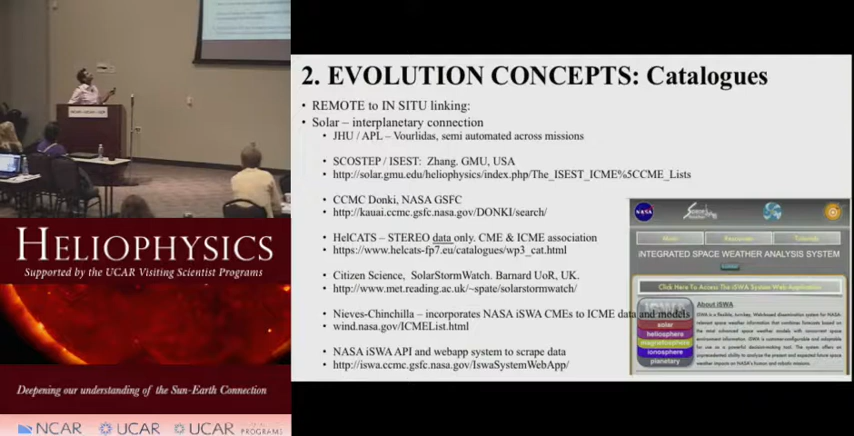 2. EVOLUTION CONCEPTS: Catalogues
• REMOTE to IN SITU linking:
• Solar – interplanetary connection
• JHU / APL – Vourlidas, semi automated across missions
• SCOSTEP / ISEST: Zhang. GMU, USA
• http://solar.gmu.edu/heliophysics/index.php/The_ISEST_ICME%5CCME_Lists
• CCMC Donki, NASA GSFC
• http://kauai.ccmc.gsfc.nasa.gov/DONKI/search/
• HelCATS – STEREO data only. CME & ICME association
• https://www.helcats-fp7.eu/catalogues/wp3_cat.html
• Citizen Science, SolarStormWatch. Barnard UoR, UK.
• http://www.met.reading.ac.uk/~spate/solarstormwatch/
• Nieves-Chinchilla – incorporates NASA iSWA CMEs to ICME data and models
• wind.nasa.gov/ICMEList.html
• NASA iSWA API and webapp system to scrape data
• http://iswa.ccmc.gsfc.nasa.gov/IswaSystemWebApp/
NASA
Resources Tutorials
iNTEGRATED SPACE WEATHER ANALYSIS SYSTEM
Click Here To Access The iSWA System Web Application
About iSWA
solar
heliosphere
magnetosphere
ionosphere
planetary
HELIOPHYSICS
Supported by the UCAR Visiting Scientist Programs
Deepening our understanding of the Sun-Earth Connection
NCAR UCAR UCAR PROGRAMS